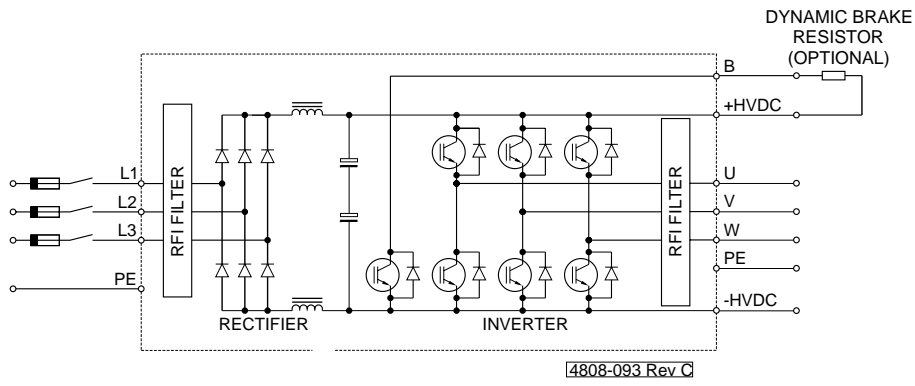 DYNAMIC BRAKE
RESISTOR
(OPTIONAL)
B
+HVDC
L1
L2
L3
PE
RFI FILTER
RECTIFIER
INVERTER
RFI FILTER
U
V
W
PE
-HVDC
4808-093 Rev C